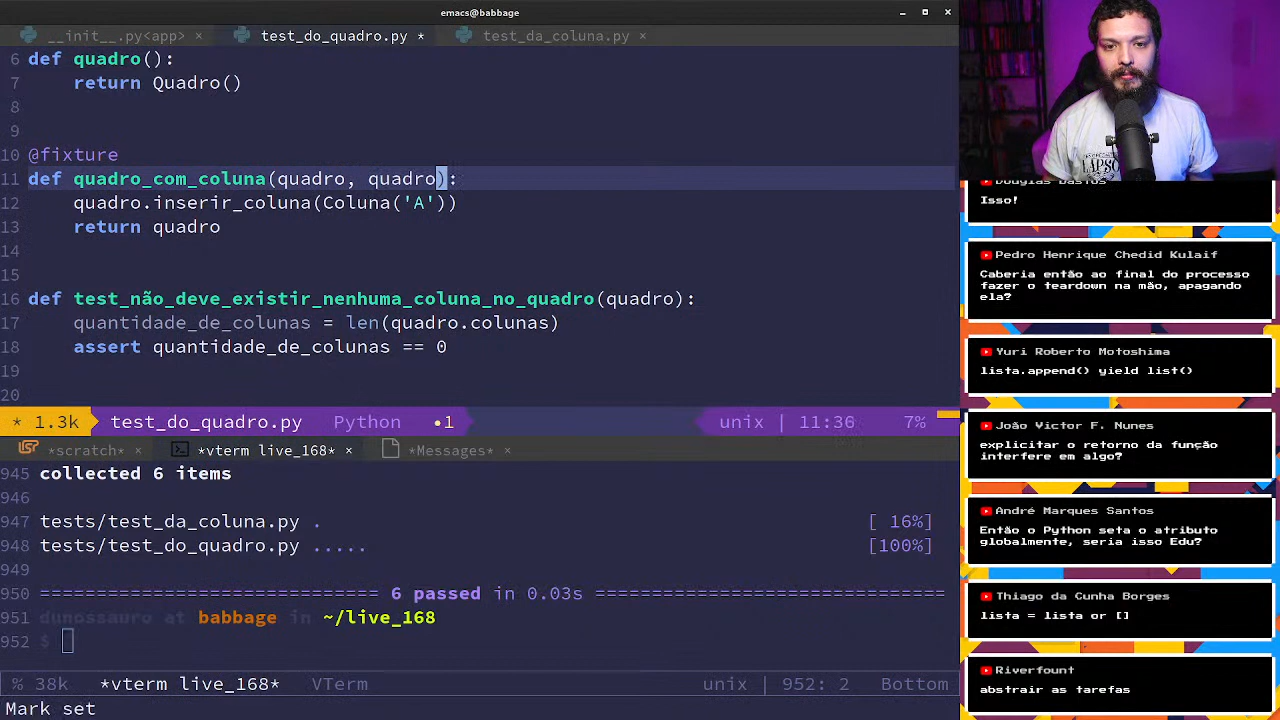 emacs@babbage
__init__.py<app> ×
test_do_quadro.py •
test_da_coluna.py ×
6 def quadro():
7 return Quadro()
8
9
10 @fixture
11 def quadro_com_coluna(quadro, quadro):
12 quadro.inserir_coluna(Coluna('A'))
13 return quadro
14
15
16 def test_não_deve_existir_nenhuma_coluna_no_quadro(quadro):
17 quantidade_de_colunas = len(quadro.colunas)
18 assert quantidade_de_colunas == 0
19
20
* 1.3k test_do_quadro.py Python •1 unix | 11:36 7%
*scratch* × *vterm live_168* × *Messages* ×
945 collected 6 items
946
947 tests/test_da_coluna.py . [ 16%]
948 tests/test_do_quadro.py ..... [100%]
949
950 ============================== 6 passed in 0.03s ===============================
951 dunossauro at babbage in ~/live_168
952 $
% 38k *vterm live_168* VTerm unix | 952: 2 Bottom
Mark set
Douglas Bastos
Isso!
Pedro Henrique Chedid Kulaif
Caberia então ao final do processo
fazer o teardown na mão, apagando
ela?
Yuri Roberto Motoshima
lista.append() yield list()
João Victor F. Nunes
explicitar o retorno da função
interfere em algo?
André Marques Santos
Então o Python seta o atributo
globalmente, seria isso Edu?
Thiago da Cunha Borges
lista = lista or []
Riverfount
abstrair as tarefas